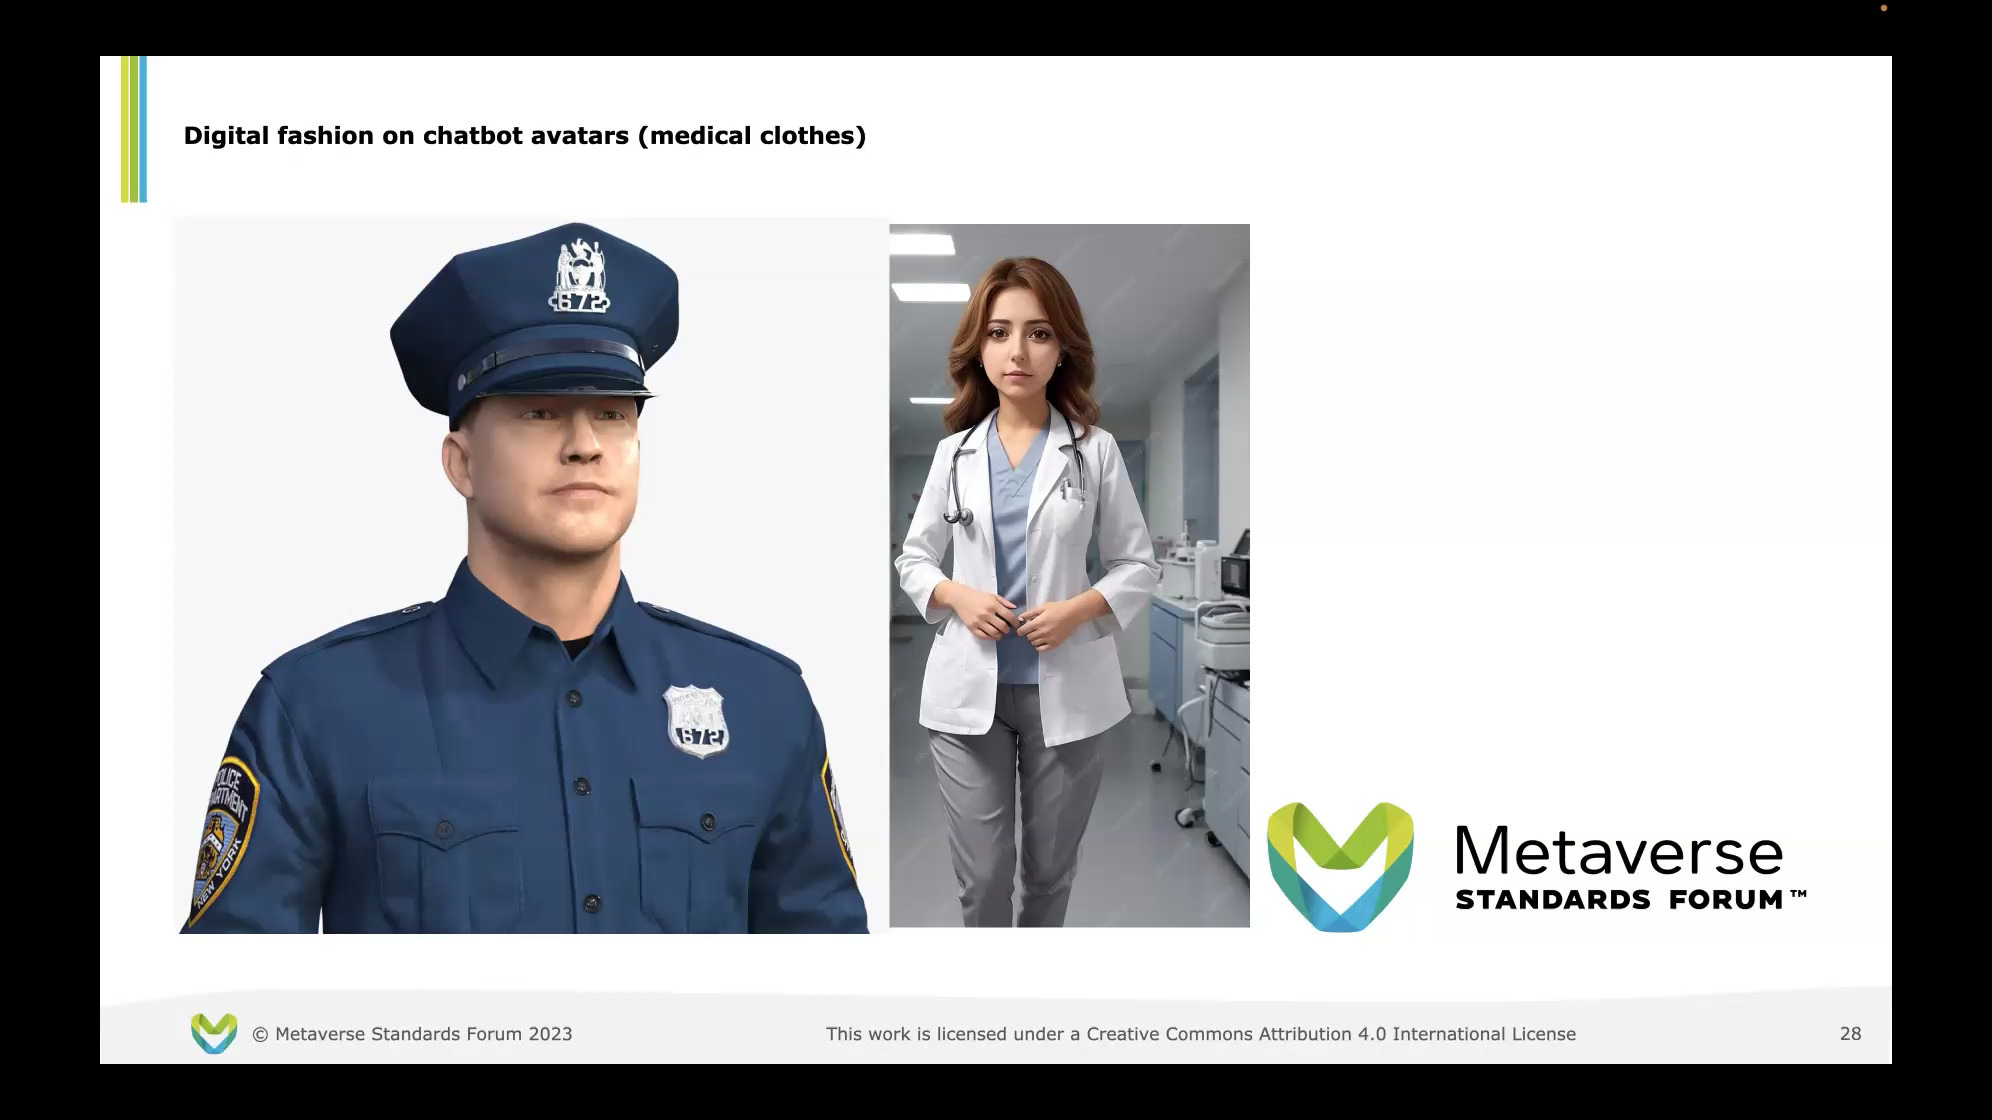 Digital fashion on chatbot avatars (medical clothes)
672
672
POLICE
DEPARTMENT
NEW YORK
Metaverse
STANDARDS FORUM™
© Metaverse Standards Forum 2023
This work is licensed under a Creative Commons Attribution 4.0 International License
28